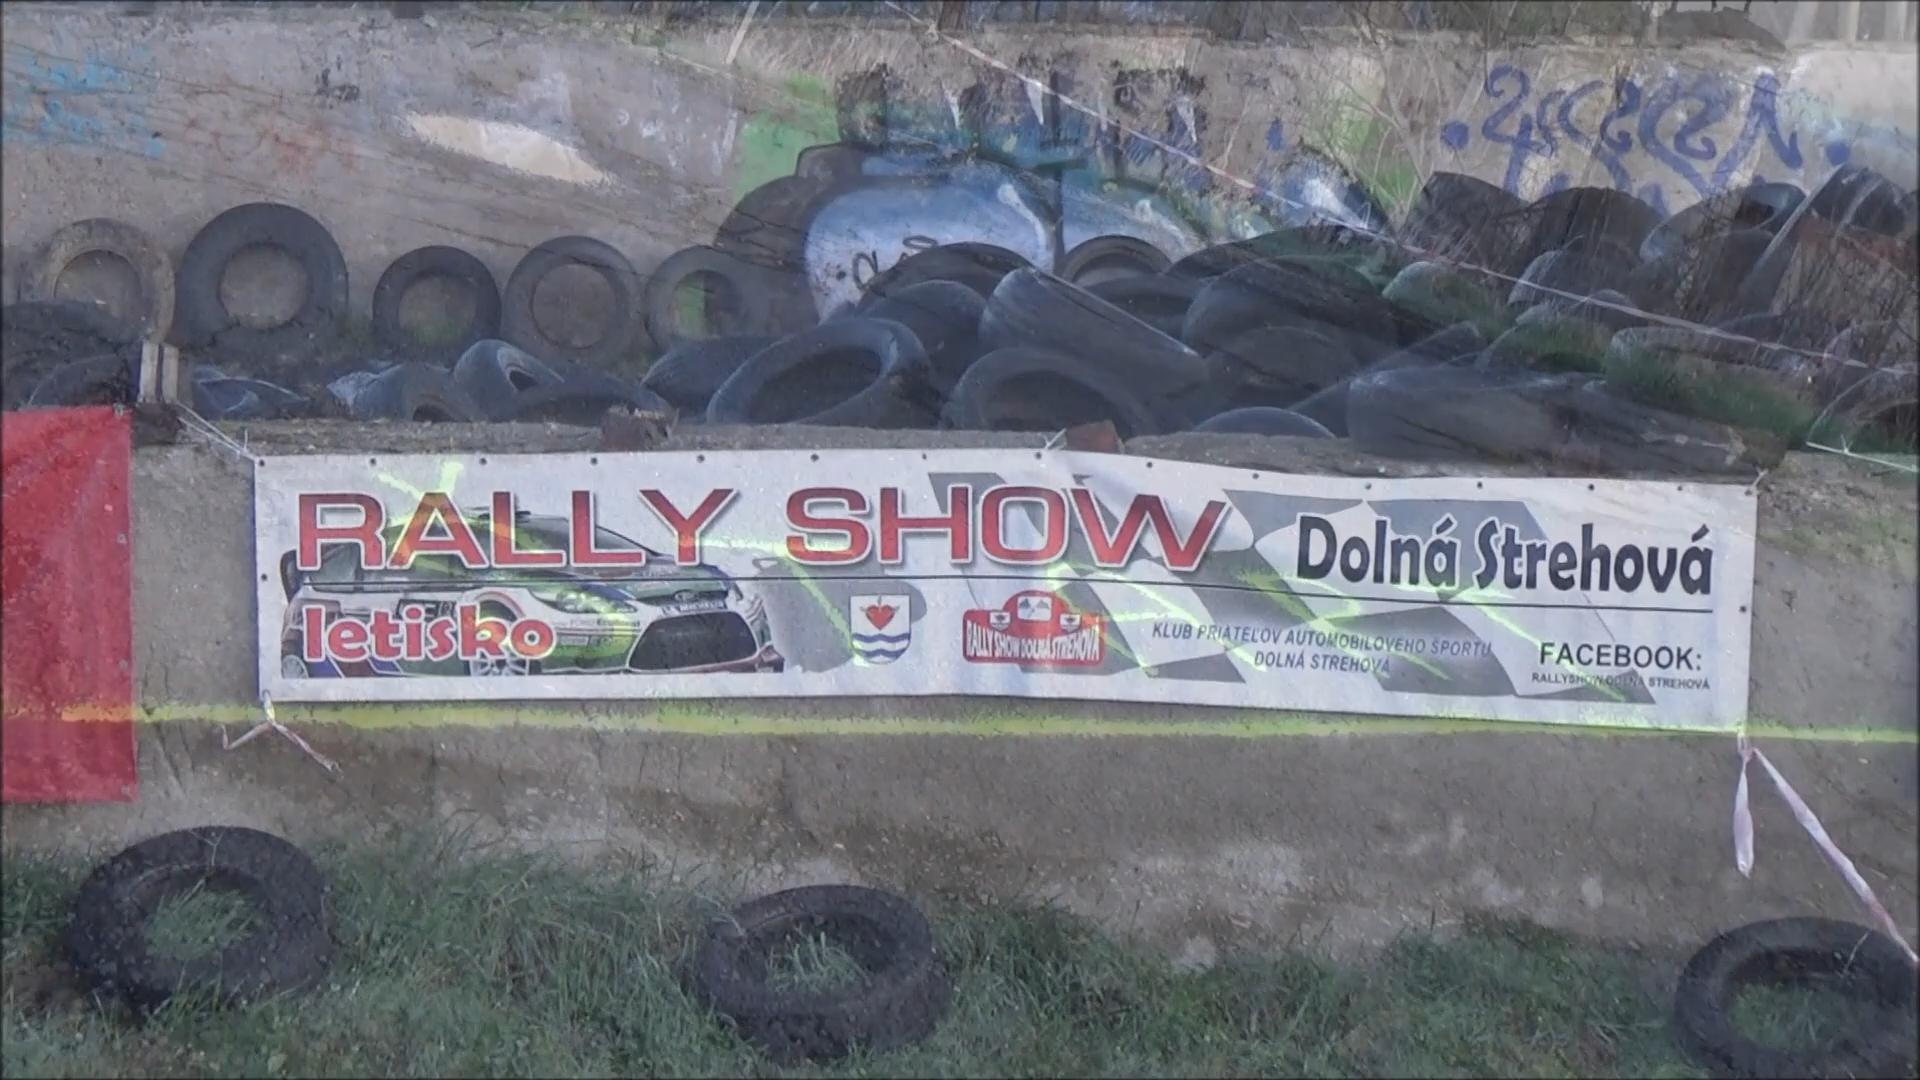 RALLY SHOW
Dolná Strehová
letisko
RALLY SHOW DOLNÁ STREHOVÁ
KLUB PRIATEĽOV AUTOMOBILOVÉHO ŠPORTU
DOLNÁ STREHOVÁ
FACEBOOK:
RALLYSHOW DOLNÁ STREHOVÁ